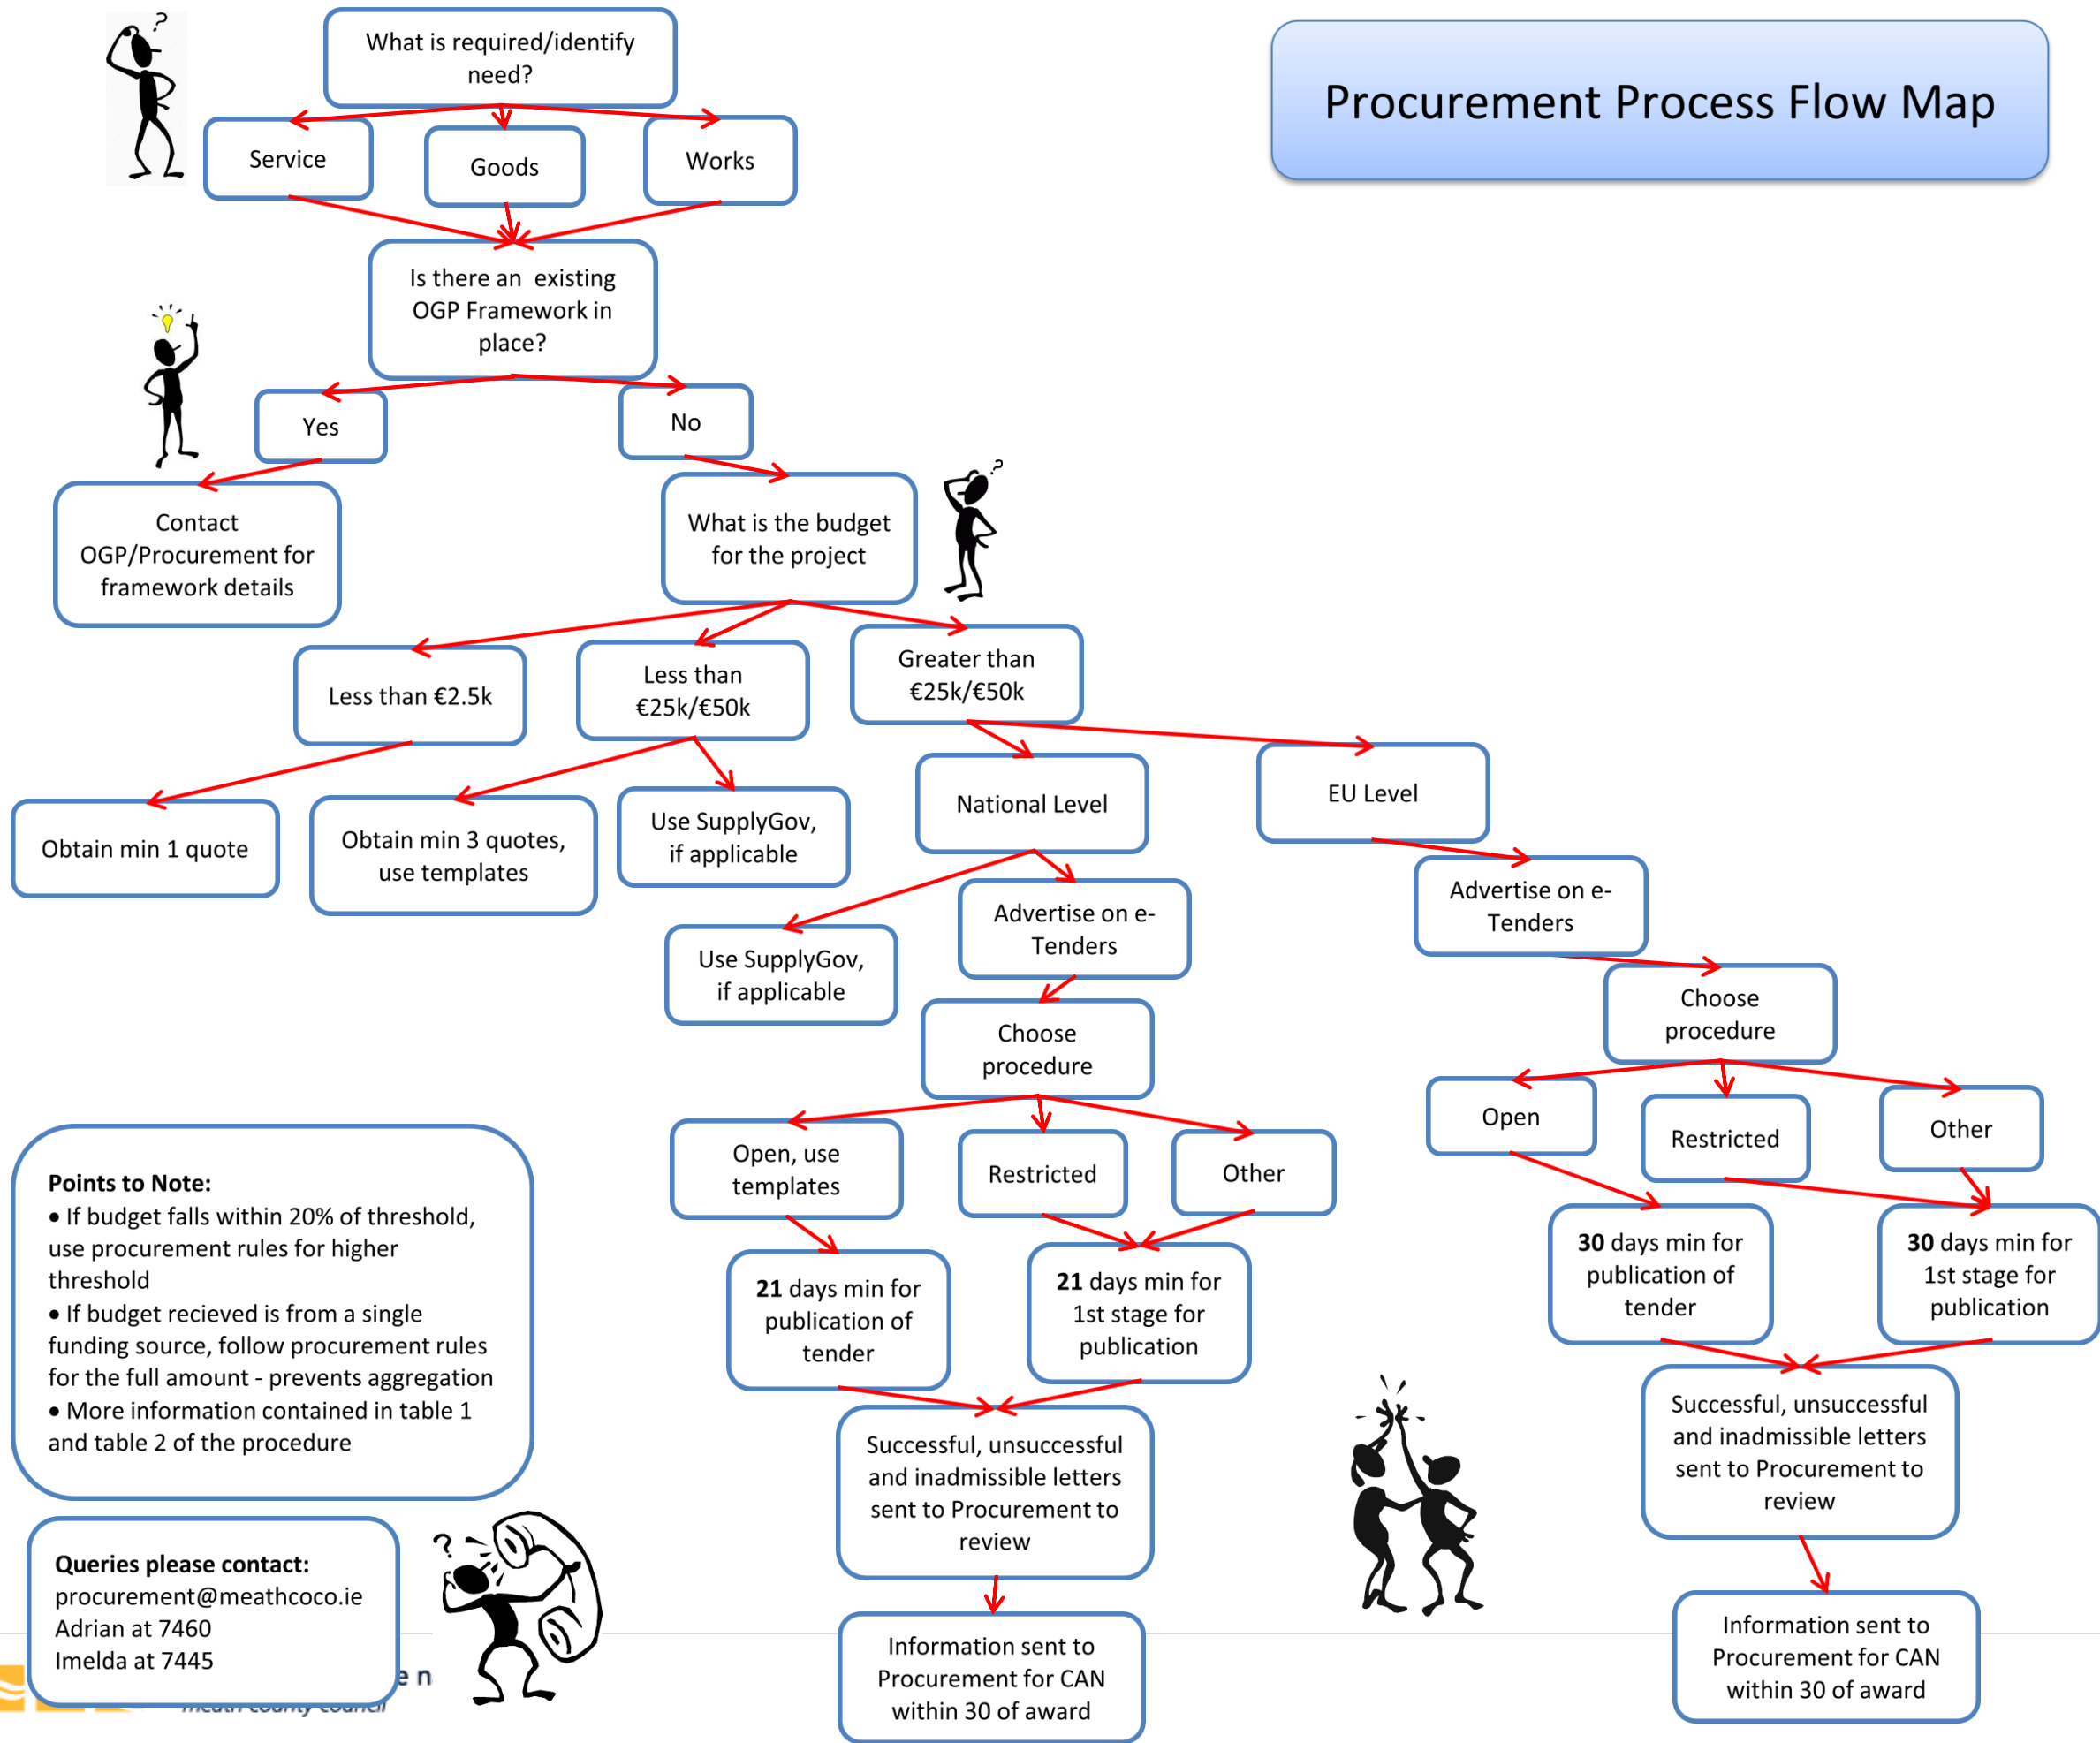 Procurement Process Flow Map
?
What is required/identify
need?
Service
Goods
Works
Is there an existing
OGP Framework in
place?
Yes
No
Contact
OGP/Procurement for
framework details
What is the budget
for the project
?
Less than €2.5k
Less than
€25k/€50k
Greater than
€25k/€50k
Obtain min 1 quote
Obtain min 3 quotes,
use templates
Use SupplyGov,
if applicable
National Level
EU Level
Use SupplyGov,
if applicable
Advertise on e-
Tenders
Advertise on e-
Tenders
Choose
procedure
Choose
procedure
Open, use
templates
Restricted
Other
Open
Restricted
Other
21 days min for
publication of
tender
21 days min for
1st stage for
publication
30 days min for
publication of
tender
30 days min for
1st stage for
publication
Successful, unsuccessful
and inadmissible letters
sent to Procurement to
review
Successful, unsuccessful
and inadmissible letters
sent to Procurement to
review
Information sent to
Procurement for CAN
within 30 of award
Information sent to
Procurement for CAN
within 30 of award
Points to Note:
• If budget falls within 20% of threshold,
use procurement rules for higher
threshold
• If budget recieved is from a single
funding source, follow procurement rules
for the full amount - prevents aggregation
• More information contained in table 1
and table 2 of the procedure
Queries please contact:
procurement@meathcoco.ie
Adrian at 7460
Imelda at 7445
?
e n
meath county council